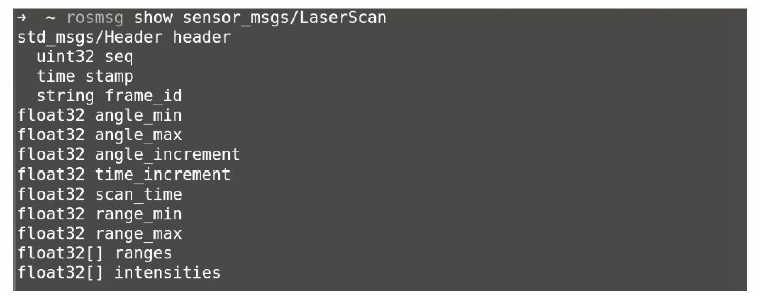 → ~ rosmsg show sensor_msgs/LaserScan
std_msgs/Header header
  uint32 seq
  time stamp
  string frame_id
float32 angle_min
float32 angle_max
float32 angle_increment
float32 time_increment
float32 scan_time
float32 range_min
float32 range_max
float32[] ranges
float32[] intensities